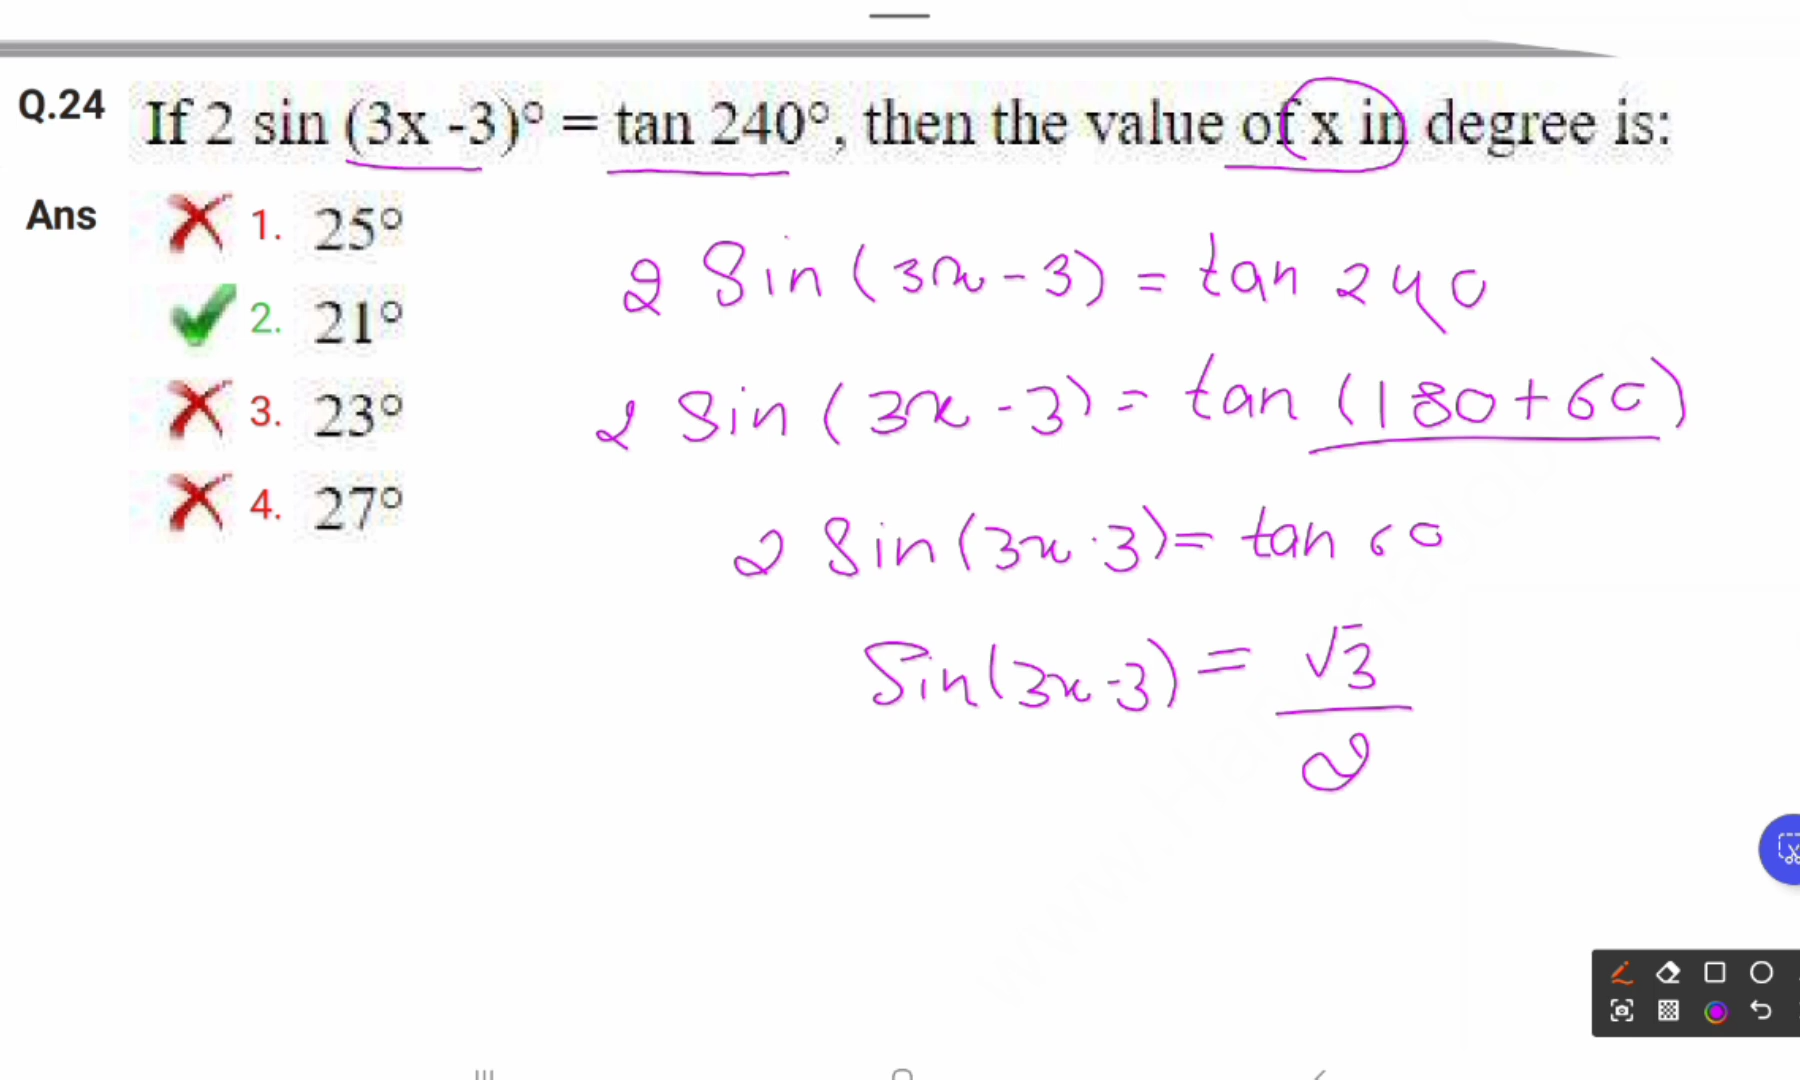 Q.24 If 2 sin (3x -3)° = tan 240°, then the value of x in degree is:
Ans 1. 25°
2. 21°
3. 23°
4. 27°
2 Sin (3x - 3) = tan 240
2 Sin (3x - 3) = tan (180 + 60)
2 Sin (3x - 3) = tan 60
Sin (3x - 3) = √3/2